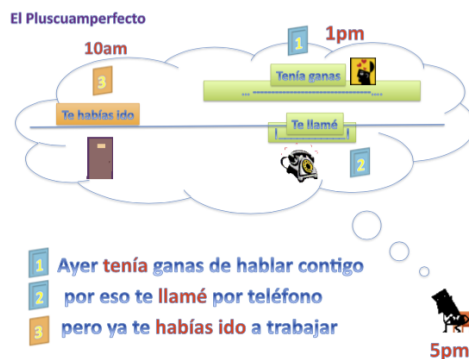 El Pluscuamperfecto
10am
1
1pm
3
Tenía ganas
... ------------------------------....
Te habías ido
Te llamé
|______________|
2
1 Ayer tenía ganas de hablar contigo
2 por eso te llamé por teléfono
3 pero ya te habías ido a trabajar
5pm